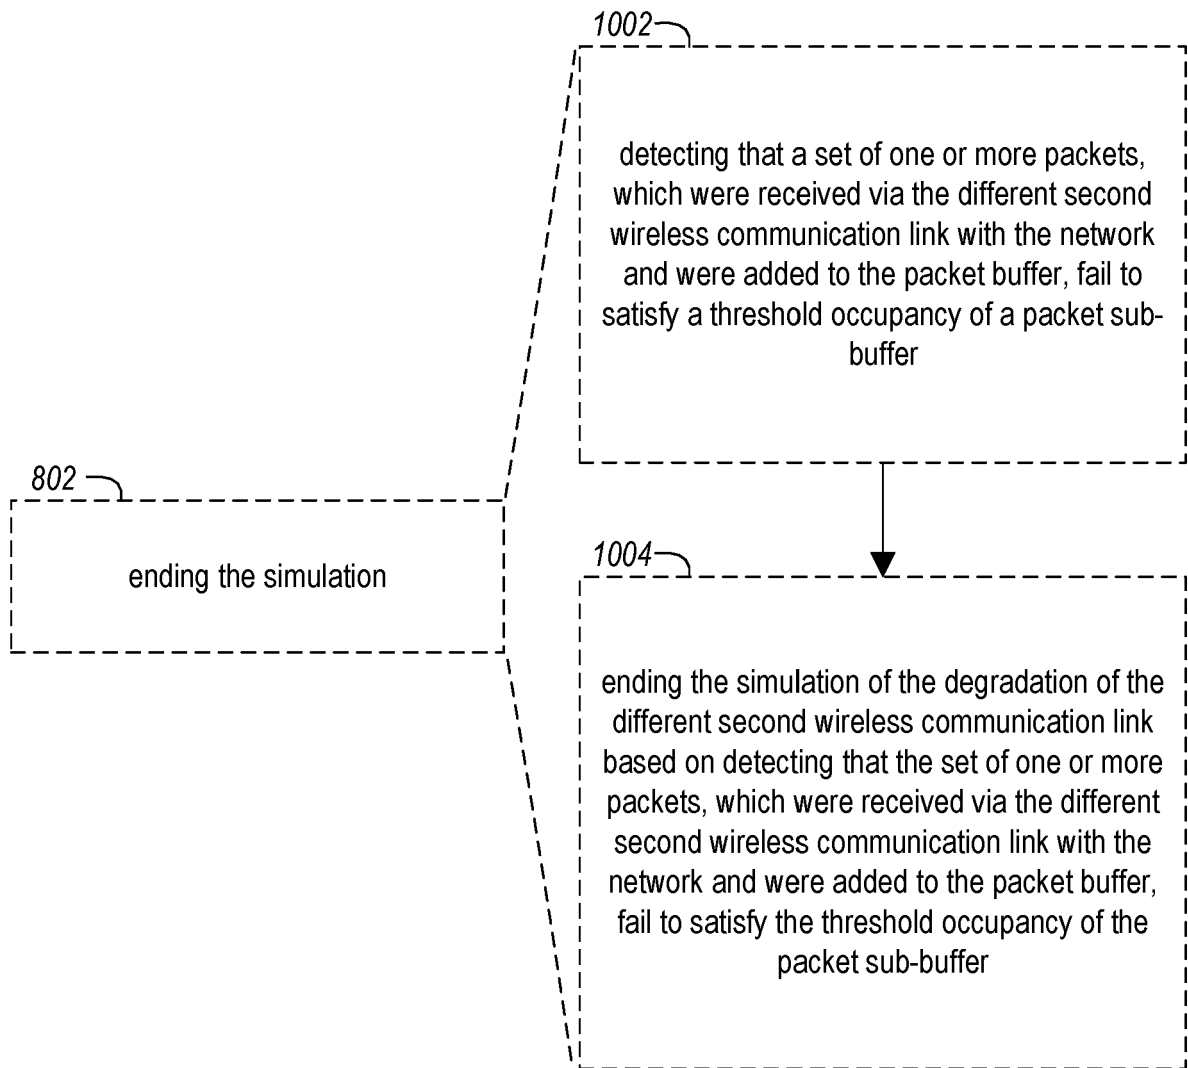 1002
detecting that a set of one or more packets,
which were received via the different second
wireless communication link with the network
and were added to the packet buffer, fail to
satisfy a threshold occupancy of a packet sub-
buffer
802
ending the simulation
1004
ending the simulation of the degradation of the
different second wireless communication link
based on detecting that the set of one or more
packets, which were received via the different
second wireless communication link with the
network and were added to the packet buffer,
fail to satisfy the threshold occupancy of the
packet sub-buffer